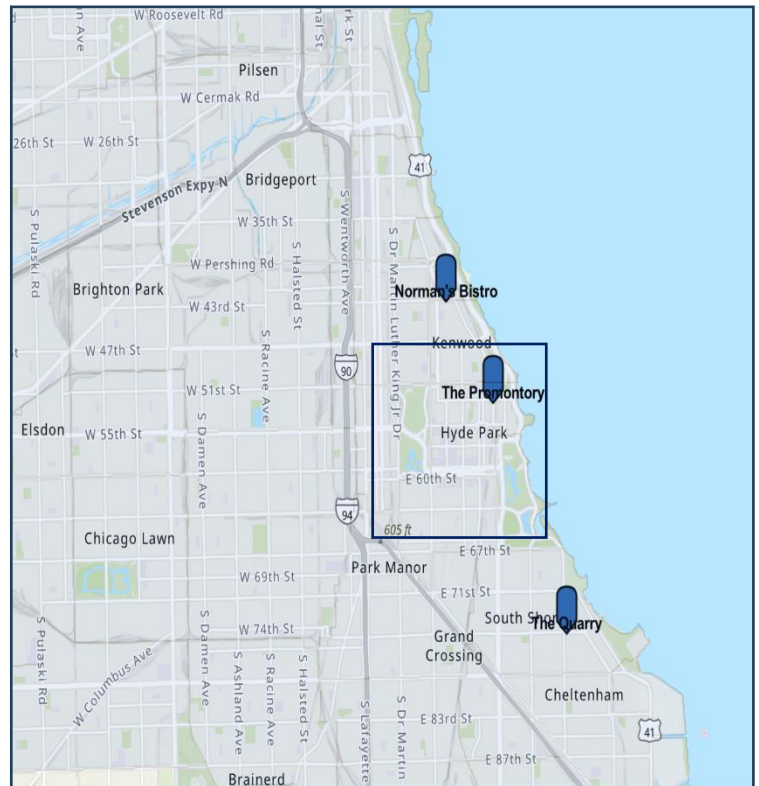 W Roosevelt Rd
Pilsen
W Cermak Rd
26th St
W 26th St
41
Stevenson Expy N
Bridgeport
W 35th St
S Pulaski Rd
S Wentworth Ave
S Dr Martin Luther King Jr Dr
S Halsted St
W Pershing Rd
Brighton Park
Norman's Bistro
W 43rd St
Kenwood
W 47th St
S Racine Ave
90
W 51st St
The Promontory
S Damen Ave
Elsdon
W 55th St
Hyde Park
E 60th St
94
605 ft
Chicago Lawn
E 67th St
Park Manor
W 69th St
E 71st St
South Shor
The Quarry
W 74th St
Grand
Crossing
S Pulaski Rd
W Columbus Ave
S Damen Ave
S Ashland Ave
S Racine Ave
S Halsted St
Cheltenham
S Lafayette
S Dr Martin
E 83rd St
41
E 87th St
Brainerd